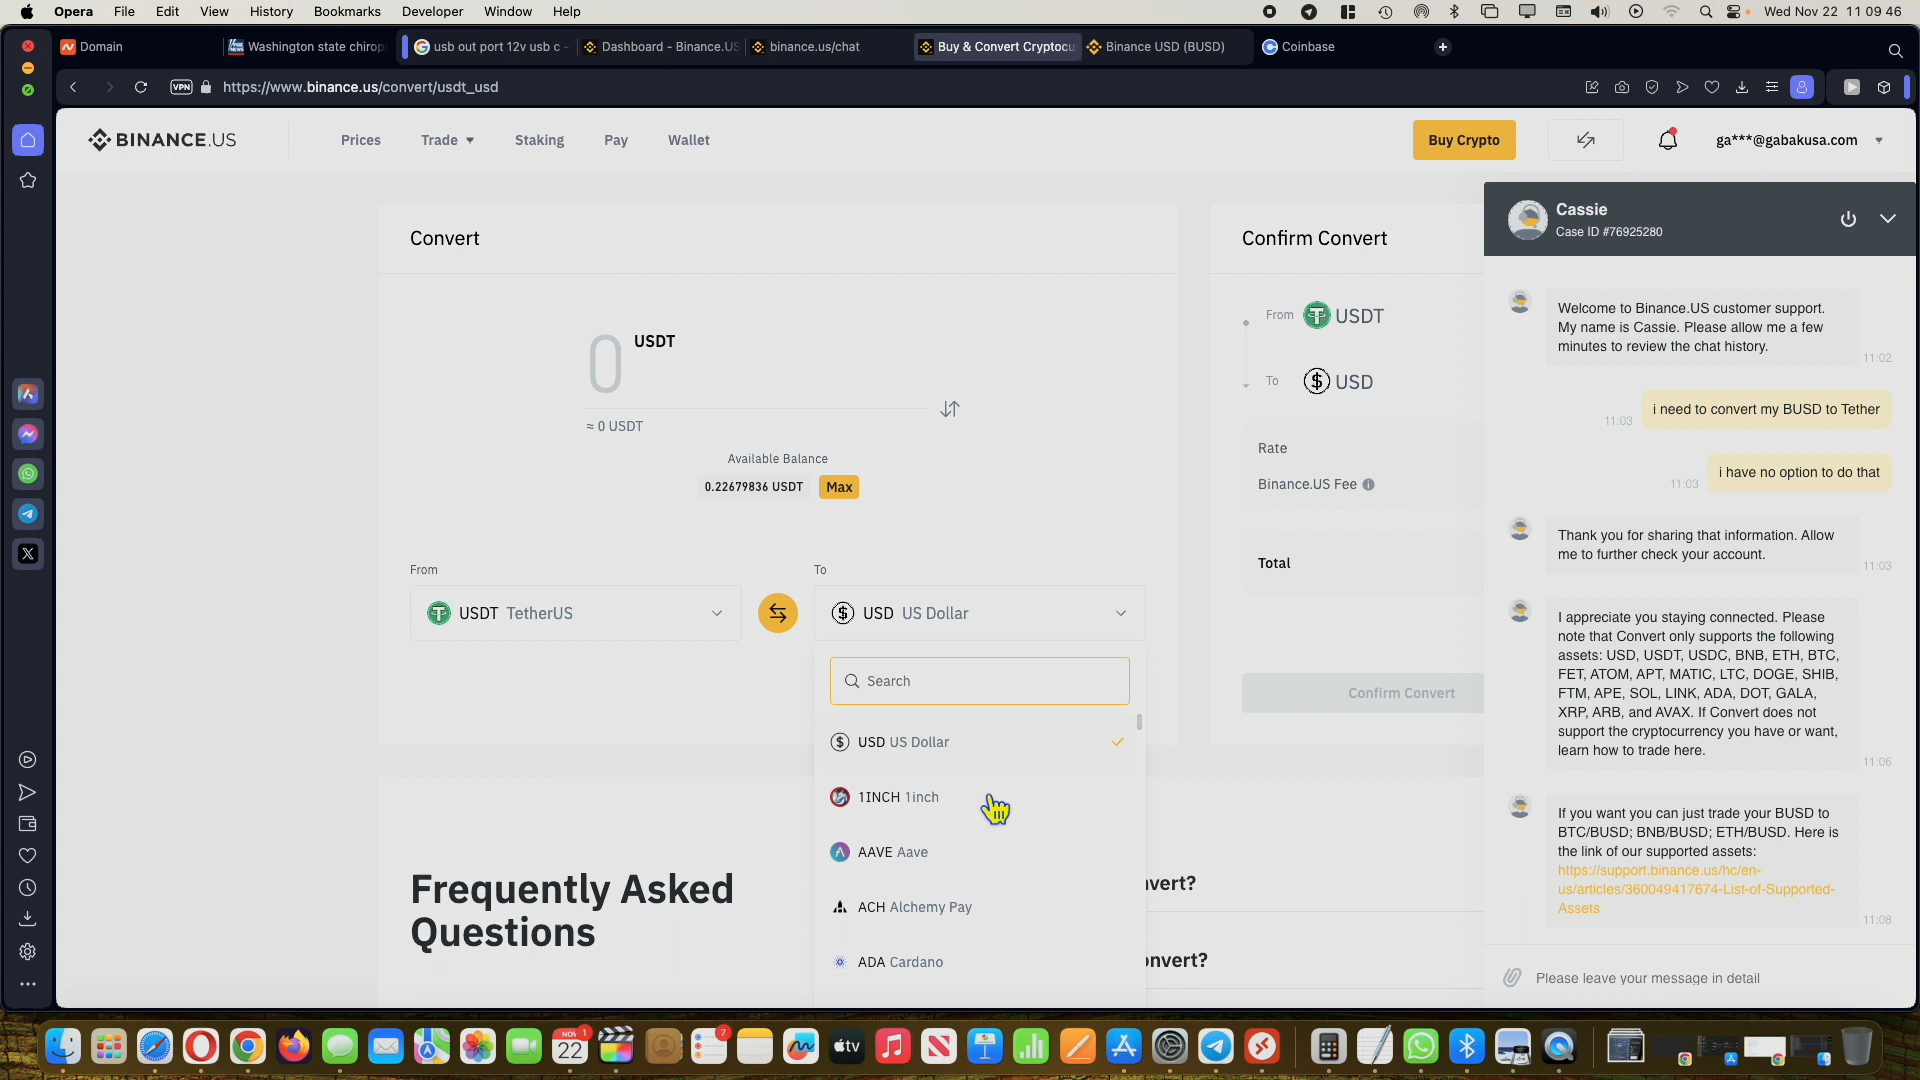 Opera File Edit View History Bookmarks Developer Window Help Wed Nov 22 11 09 46
Domain
Washington state chirop
usb out port 12v usb c -
Dashboard - Binance.US
binance.us/chat
Buy & Convert Cryptocu
Binance USD (BUSD)
Coinbase
VPN https://www.binance.us/convert/usdt_usd
BINANCE.US Prices Trade Staking Pay Wallet Buy Crypto ga***@gabakusa.com
Convert
0 USDT
≈ 0 USDT
Available Balance
0.22679836 USDT Max
From
USDT TetherUS
To
USD US Dollar
Search
USD US Dollar
1INCH 1inch
AAVE Aave
ACH Alchemy Pay
ADA Cardano
Frequently Asked
Questions
nvert?
onvert?
Confirm Convert
From USDT
To USD
Rate
Binance.US Fee
Total
Confirm Convert
Cassie
Case ID #76925280
Welcome to Binance.US customer support.
My name is Cassie. Please allow me a few
minutes to review the chat history.
11:02
i need to convert my BUSD to Tether
11:03
i have no option to do that
11:03
Thank you for sharing that information. Allow
me to further check your account.
11:03
I appreciate you staying connected. Please
note that Convert only supports the following
assets: USD, USDT, USDC, BNB, ETH, BTC,
FET, ATOM, APT, MATIC, LTC, DOGE, SHIB,
FTM, APE, SOL, LINK, ADA, DOT, GALA,
XRP, ARB, and AVAX. If Convert does not
support the cryptocurrency you have or want,
learn how to trade here.
11:06
If you want you can just trade your BUSD to
BTC/BUSD; BNB/BUSD; ETH/BUSD. Here is
the link of our supported assets:
https://support.binance.us/hc/en-
us/articles/360049417674-List-of-Supported-
Assets
11:08
Please leave your message in detail
NOV 1
22
7
tv